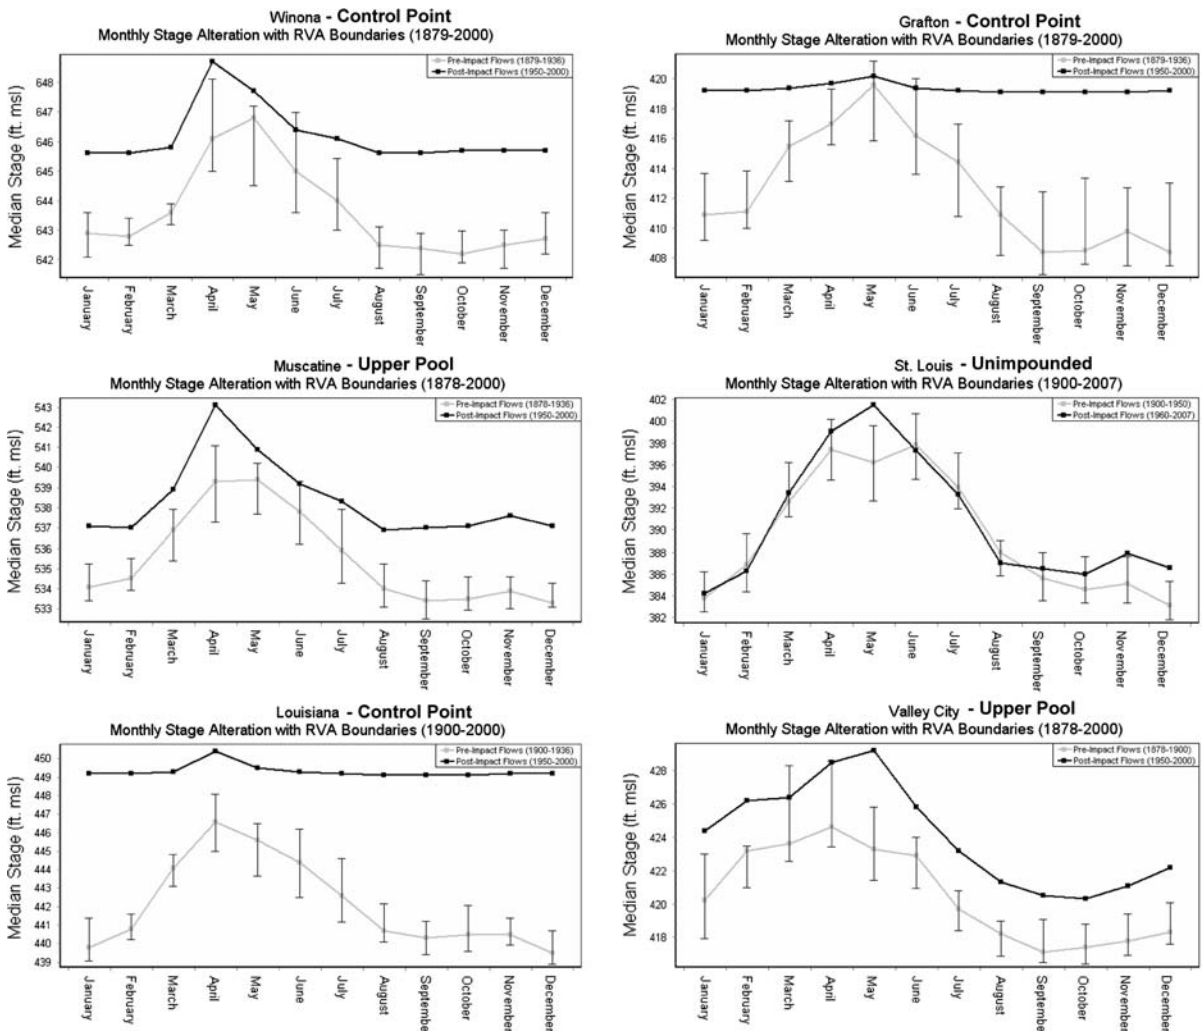 Winona - Control Point
Monthly Stage Alteration with RVA Boundaries (1879-2000)
Pre-Impact Flows (1879-1936)
Post-Impact Flows (1950-2000)
Median Stage (ft. msl)
648
647
646
645
644
643
642
January
February
March
April
May
June
July
August
September
October
November
December
Grafton - Control Point
Monthly Stage Alteration with RVA Boundaries (1879-2000)
Pre-Impact Flows (1879-1936)
Post-Impact Flows (1950-2000)
Median Stage (ft. msl)
420
418
416
414
412
410
408
January
February
March
April
May
June
July
August
September
October
November
December
Muscatine - Upper Pool
Monthly Stage Alteration with RVA Boundaries (1878-2000)
Pre-Impact Flows (1878-1936)
Post-Impact Flows (1950-2000)
Median Stage (ft. msl)
543
542
541
540
539
538
537
536
535
534
533
January
February
March
April
May
June
July
August
September
October
November
December
St. Louis - Unimpounded
Monthly Stage Alteration with RVA Boundaries (1900-2007)
Pre-Impact Flows (1900-1950)
Post-Impact Flows (1960-2007)
Median Stage (ft. msl)
402
400
398
396
394
392
390
388
386
384
382
January
February
March
April
May
June
July
August
September
October
November
December
Louisiana - Control Point
Monthly Stage Alteration with RVA Boundaries (1900-2000)
Pre-Impact Flows (1900-1936)
Post-Impact Flows (1950-2000)
Median Stage (ft. msl)
450
449
448
447
446
445
444
443
442
441
440
439
January
February
March
April
May
June
July
August
September
October
November
December
Valley City - Upper Pool
Monthly Stage Alteration with RVA Boundaries (1878-2000)
Pre-Impact Flows (1878-1900)
Post-Impact Flows (1950-2000)
Median Stage (ft. msl)
428
426
424
422
420
418
January
February
March
April
May
June
July
August
September
October
November
December